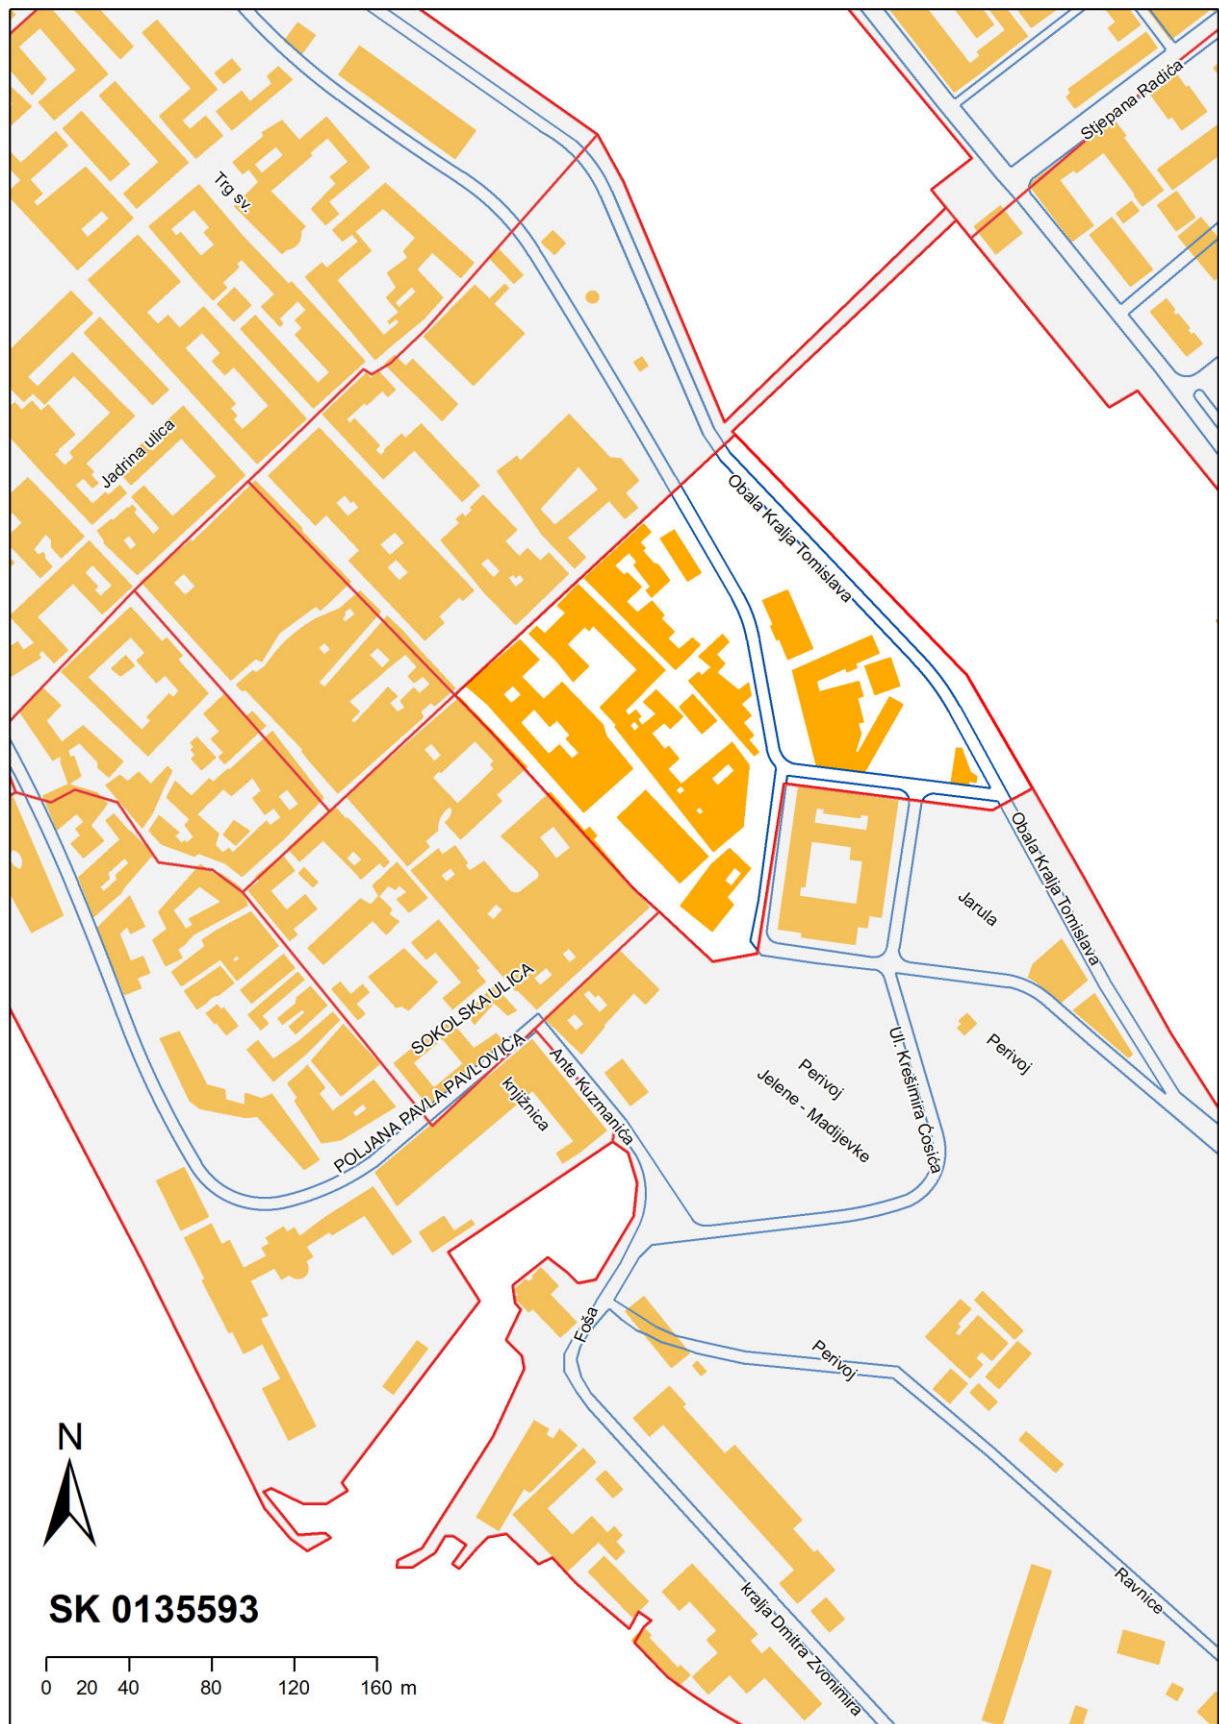 Stjepana Radića
Trg sv.
Jadrina ulica
Obala Kralja Tomislava
Obala Kralja Tomislava
Jarula
SOKOLSKA ULICA
POLJANA PAVLA PAVLOVIĆA
knjižnica
Ante Kuzmanića
Perivoj
Jelene - Madijevke
Ul. Krešimira Ćosića
Perivoj
Foša
Perivoj
Ravnice
kralja Dmitra Zvonimira
N
SK 0135593
0 20 40 80 120 160 m